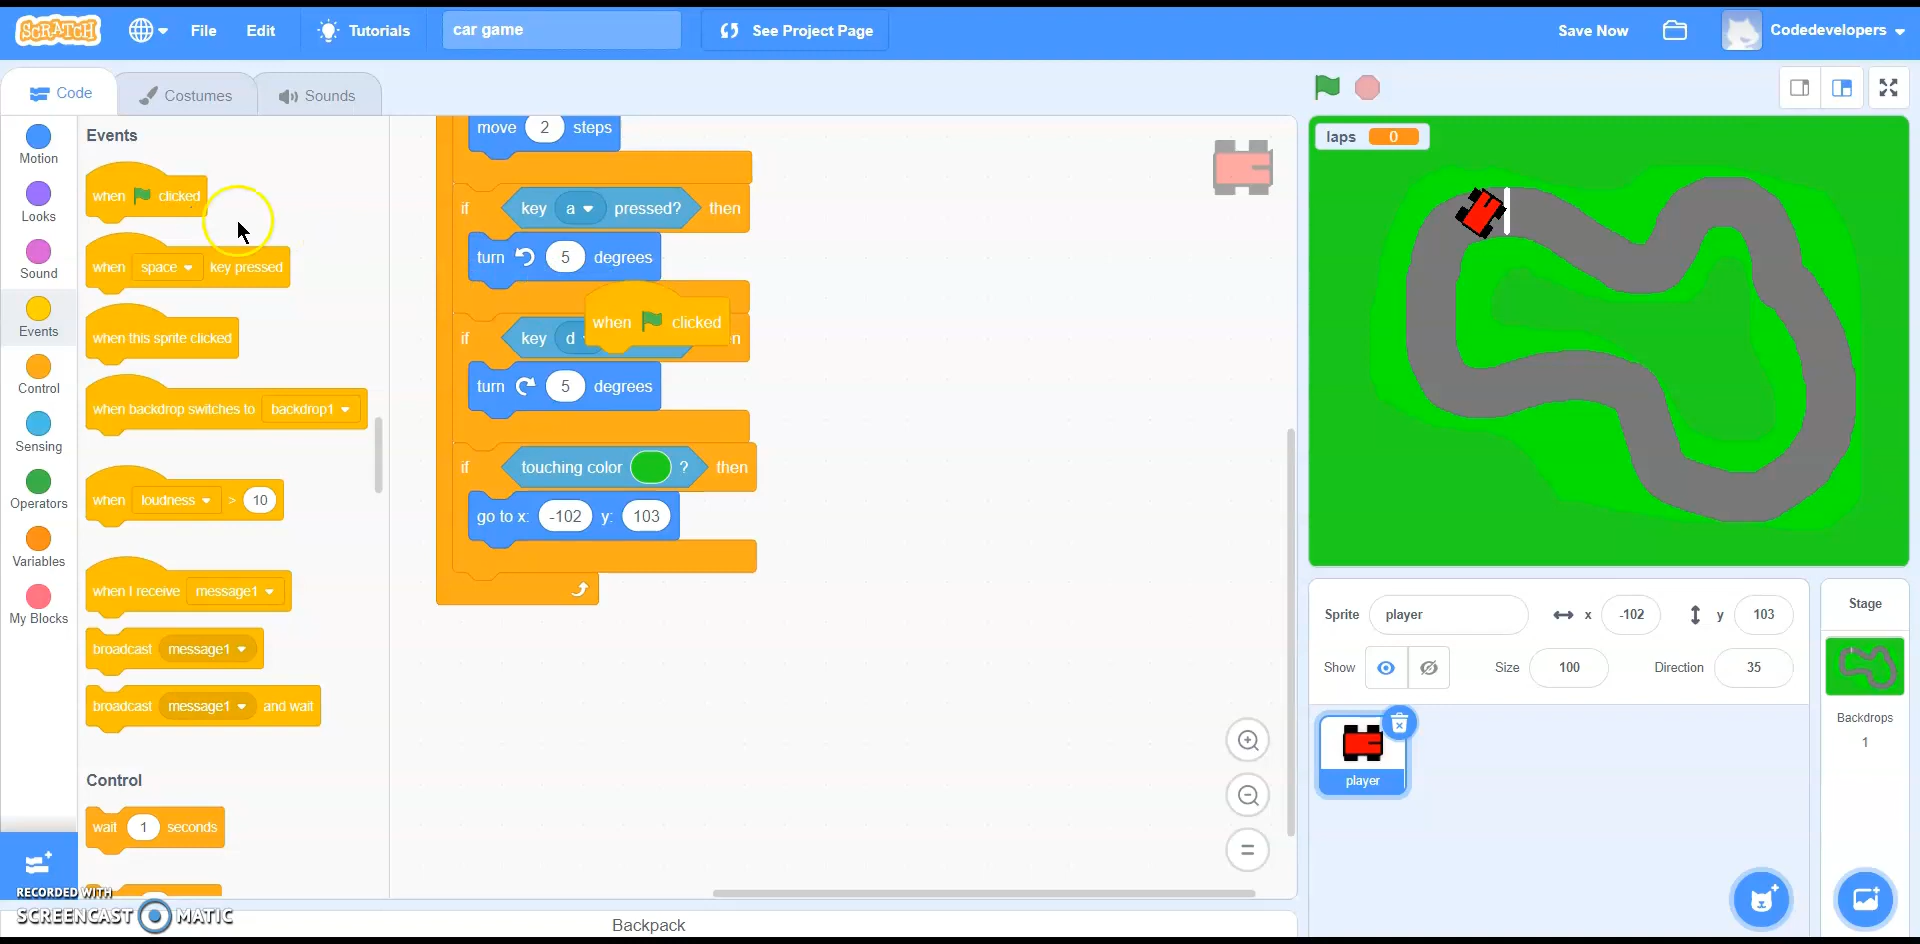 SCRATCH File Edit Tutorials car game See Project Page Save Now Codedevelopers
Code Costumes Sounds
Motion
Looks
Sound
Events
Control
Sensing
Operators
Variables
My Blocks
Events
when clicked
when space key pressed
when this sprite clicked
when backdrop switches to backdrop1
when loudness > 10
when I receive message1
broadcast message1
broadcast message1 and wait
Control
wait 1 seconds
move 2 steps
if key a pressed? then
turn 5 degrees
if key d
when clicked
turn 5 degrees
if touching color ? then
go to x: -102 y: 103
laps 0
Sprite player x -102 y 103
Show Size 100 Direction 35
player
Stage
Backdrops
1
Backpack
RECORDED WITH
SCREENCAST MATIC